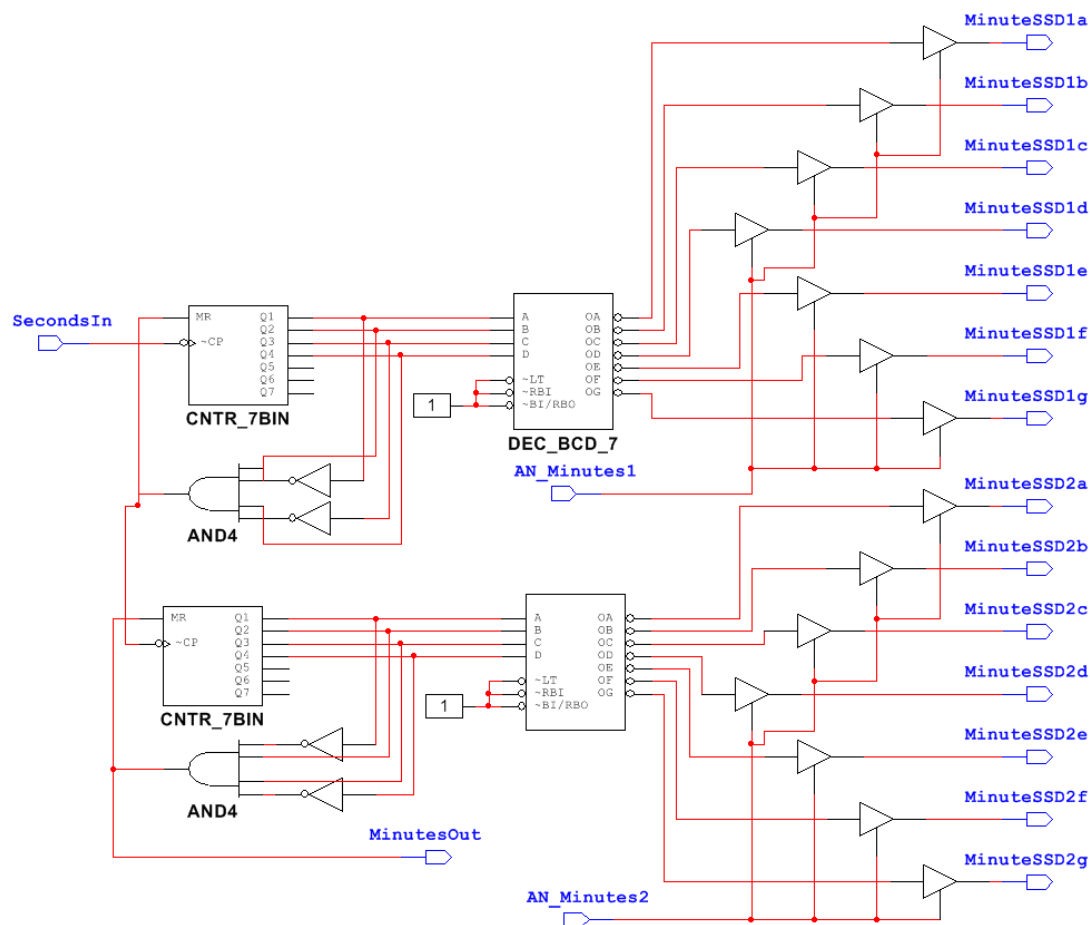 MinuteSSD1a
MinuteSSD1b
MinuteSSD1c
MinuteSSD1d
MinuteSSD1e
SecondsIn
MR
~CP
Q1
Q2
Q3
Q4
Q5
Q6
Q7
CNTR_7BIN
A
B
C
D
~LT
~RBI
~BI/RBO
OA
OB
OC
OD
OE
OF
OG
1
DEC_BCD_7
MinuteSSD1f
MinuteSSD1g
AN_Minutes1
AND4
MinuteSSD2a
MinuteSSD2b
MinuteSSD2c
MR
~CP
Q1
Q2
Q3
Q4
Q5
Q6
Q7
CNTR_7BIN
A
B
C
D
~LT
~RBI
~BI/RBO
OA
OB
OC
OD
OE
OF
OG
1
MinuteSSD2d
MinuteSSD2e
AND4
MinutesOut
MinuteSSD2f
MinuteSSD2g
AN_Minutes2